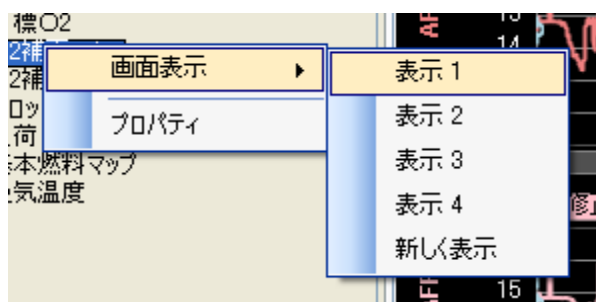 標O2
2補
2補
画面表示
プロパティ
ロッ
荷
本燃料マップ
気温度
表示 1
表示 2
表示 3
表示 4
新しく表示
AF
13
14
15